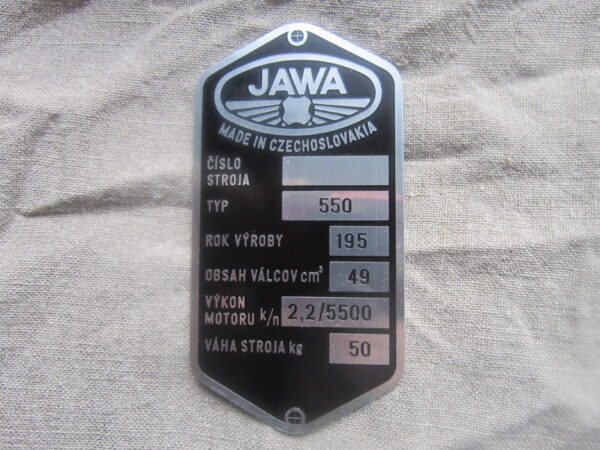 JAWA
MADE IN CZECHOSLOVAKIA
ČÍSLO
STROJA
TYP 550
ROK VÝROBY 195
OBSAH VÁLCOV cm³ 49
VÝKON
MOTORU k/n 2,2/5500
VÁHA STROJA kg 50